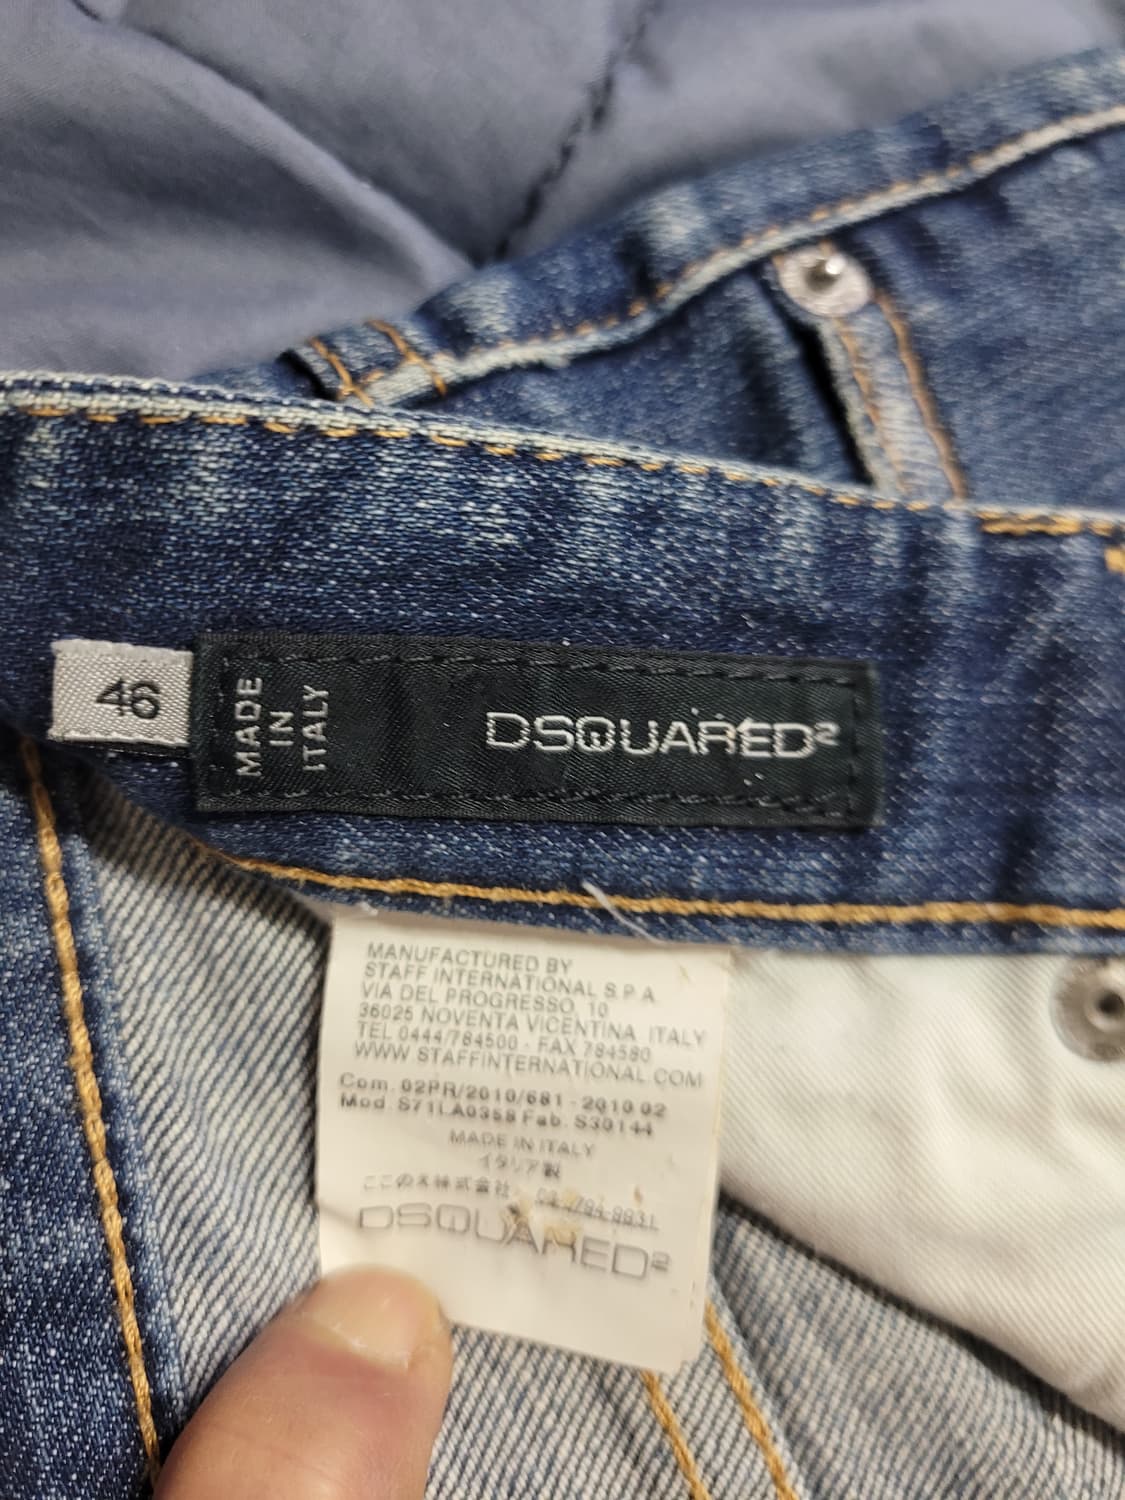 46
MADE
IN
ITALY
DSQUARED²
MANUFACTURED BY
STAFF INTERNATIONAL S.P.A.
VIA DEL PROGRESSO, 10
36025 NOVENTA VICENTINA ITALY
TEL 0444/784500 - FAX 784580
WWW STAFFINTERNATIONAL.COM
Com. 02PR/2010/681 - 2010 02
Mod. S71LA0358 Fab. S30144
MADE IN ITALY
イタリア製
DSQUARED²